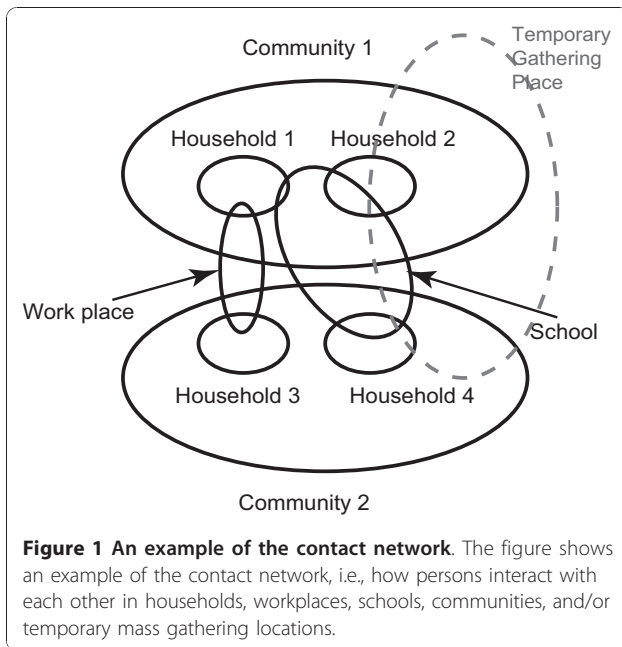 Community 1
Temporary
Gathering
Place
Household 1
Household 2
Work place
School
Household 3
Household 4
Community 2
Figure 1 An example of the contact network. The figure shows
an example of the contact network, i.e., how persons interact with
each other in households, workplaces, schools, communities, and/or
temporary mass gathering locations.